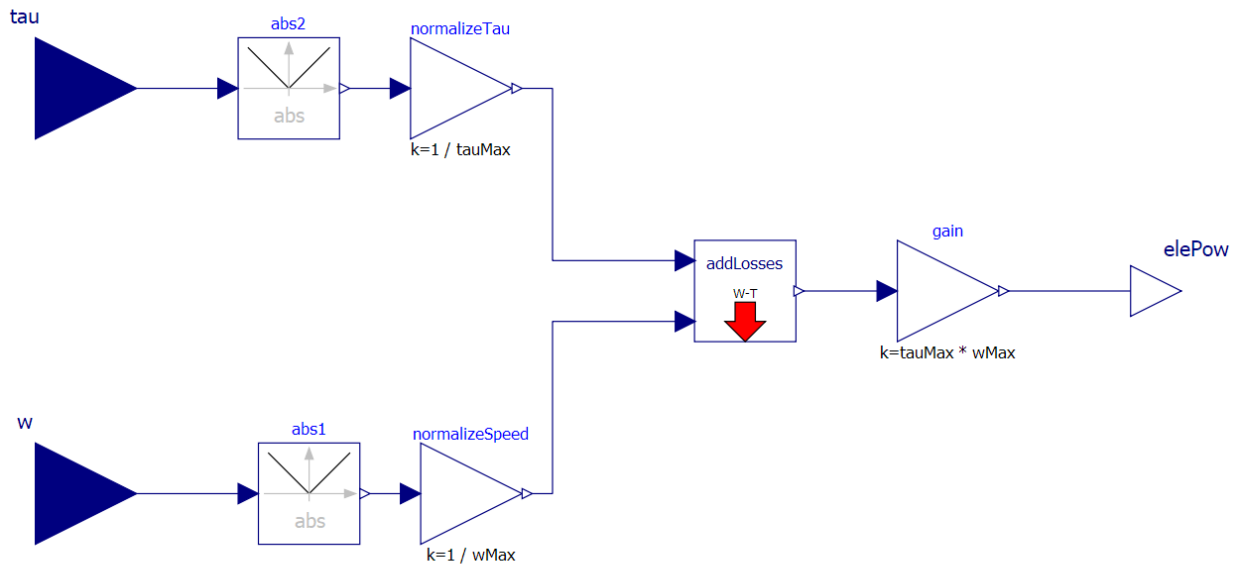 tau
abs2
normalizeTau
abs
k=1 / tauMax
gain
elePow
addLosses
W-T
k=tauMax * wMax
w
abs1
normalizeSpeed
abs
k=1 / wMax